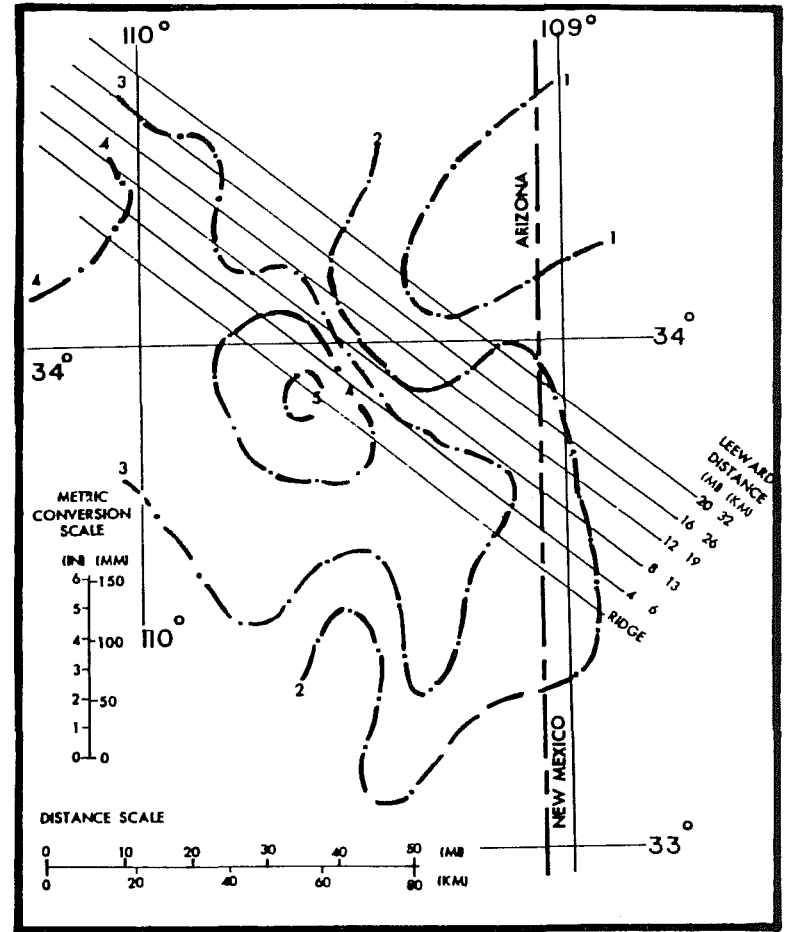 110°
109°
3
1
4
2
ARIZONA
1
4
34°
34°
4
5
LEEWARD
DISTANCE
(MI) (KM)
20 32
16 26
12 19
8 13
4 6
RIDGE
3
METRIC
CONVERSION
SCALE
(IN) (MM)
6 150
5
4 100
3
2 50
1
0 0
110°
2
NEW MEXICO
33°
DISTANCE SCALE
0 10 20 30 40 50 (MI)
0 20 40 60 80 (KM)